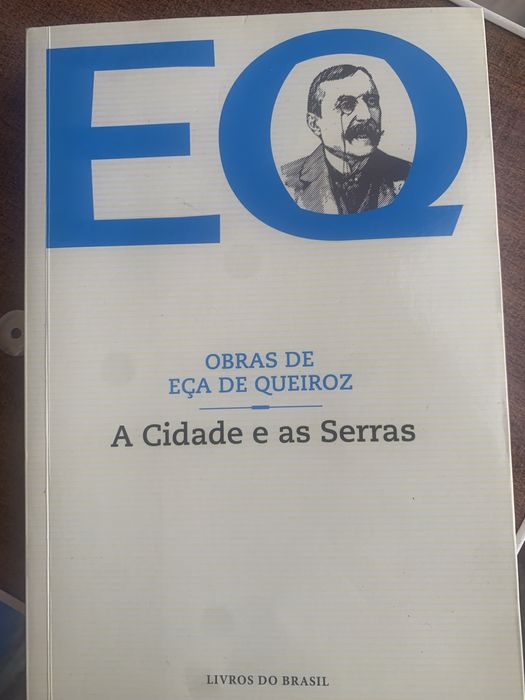 EQ
OBRAS DE
EÇA DE QUEIROZ
A Cidade e as Serras
LIVROS DO BRASIL